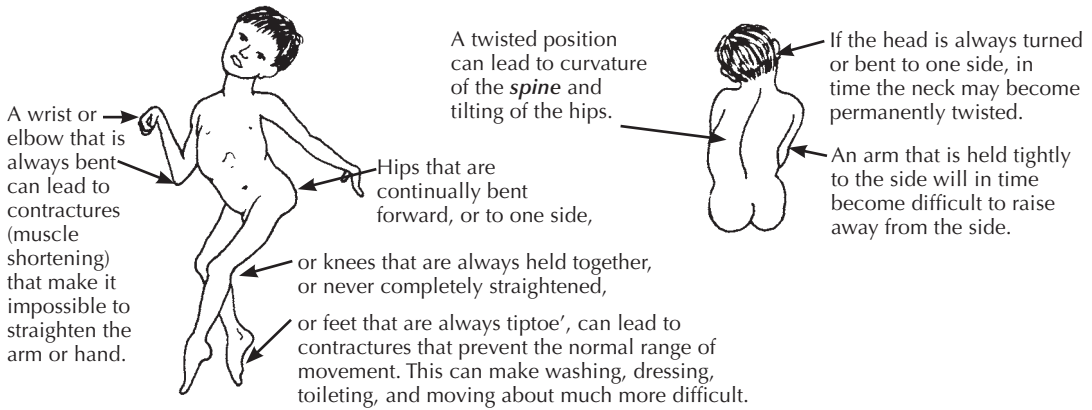 A wrist or
elbow that is
always bent
can lead to
contractures
(muscle
shortening)
that make it
impossible to
straighten the
arm or hand.
Hips that are
continually bent
forward, or to one side,
or knees that are always held together,
or never completely straightened,
or feet that are always tiptoe’, can lead to
contractures that prevent the normal range of
movement. This can make washing, dressing,
toileting, and moving about much more difficult.
A twisted position
can lead to curvature
of the spine and
tilting of the hips.
If the head is always turned
or bent to one side, in
time the neck may become
permanently twisted.
An arm that is held tightly
to the side will in time
become difficult to raise
away from the side.